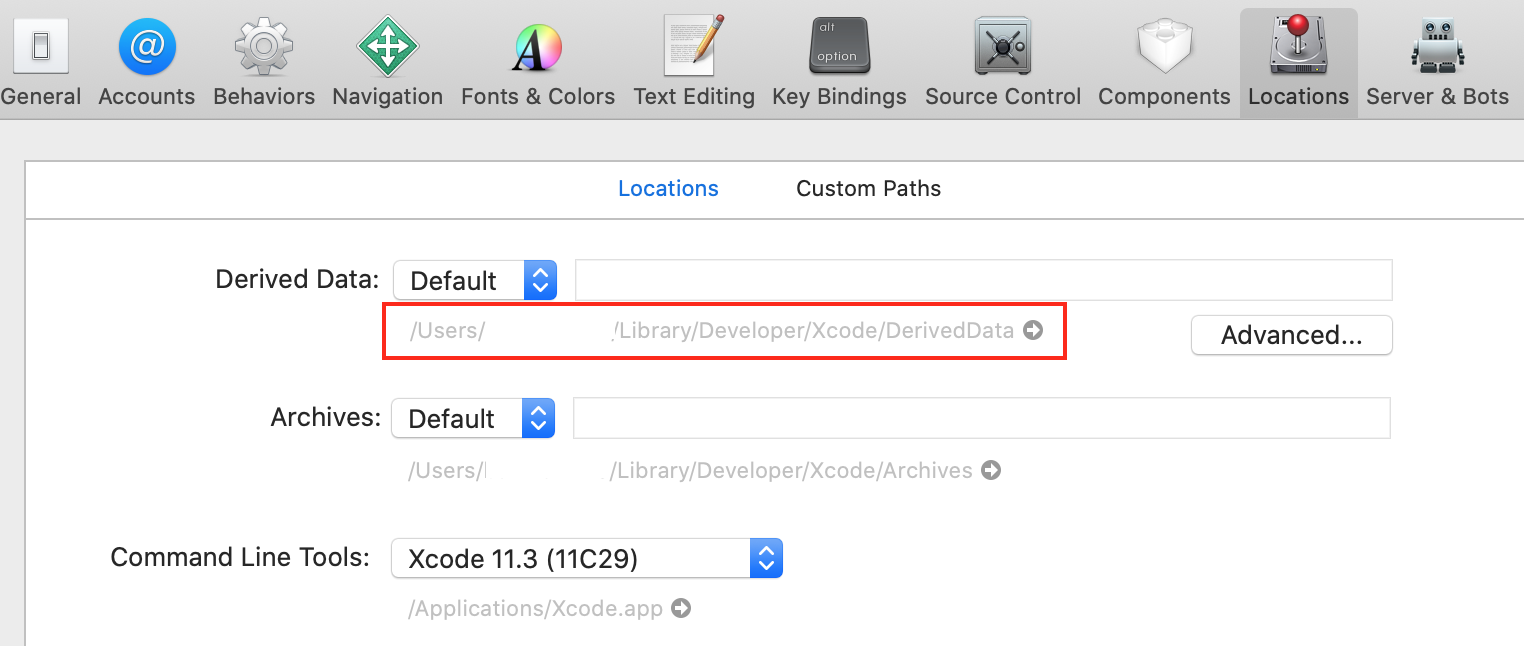 alt
option
General Accounts Behaviors Navigation Fonts & Colors Text Editing Key Bindings Source Control Components Locations Server & Bots
Locations Custom Paths
Derived Data: Default
/Users/ /Library/Developer/Xcode/DerivedData
Advanced...
Archives: Default
/Users/ /Library/Developer/Xcode/Archives
Command Line Tools: Xcode 11.3 (11C29)
/Applications/Xcode.app